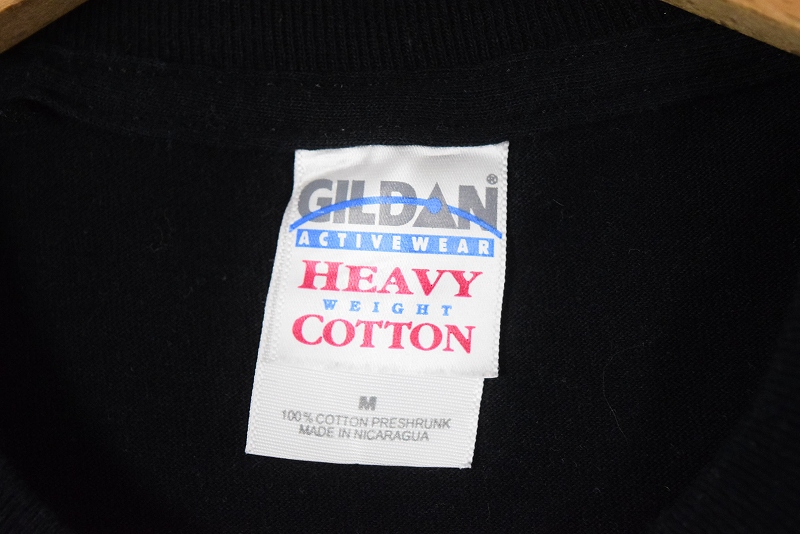 GILDAN®
ACTIVEWEAR
HEAVY
WEIGHT
COTTON
M
100% COTTON PRESHRUNK
MADE IN NICARAGUA